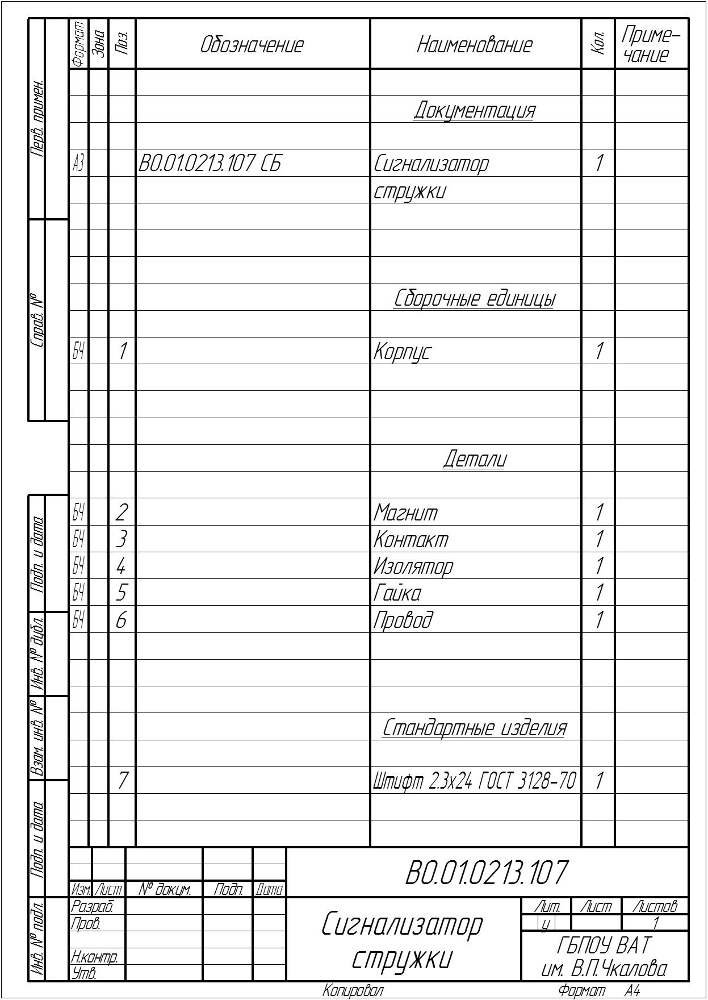 Формат Зона Поз. Обозначение Наименование Кол. Приме-
чание
Документация
А3 ВО.01.0213.107 СБ Сигнализатор 1
стружки
Сборочные единицы
БЧ 1 Корпус 1
Детали
БЧ 2 Магнит 1
БЧ 3 Контакт 1
БЧ 4 Изолятор 1
БЧ 5 Гайка 1
БЧ 6 Провод 1
Стандартные изделия
7 Штифт 2.3х24 ГОСТ 3128-70 1
Перв. примен.
Справ. №
Подп. и дата
Инв. № дубл.
Взам. инв. №
Подп. и дата
Инв. № подл.
ВО.01.0213.107
Изм. Лист № докум. Подп. Дата
Разраб.
Пров.
Н.контр.
Утв.
Сигнализатор
стружки
Лит. Лист Листов
у 1
ГБПОУ ВАТ
им. В.П.Чкалова
Копировал Формат А4